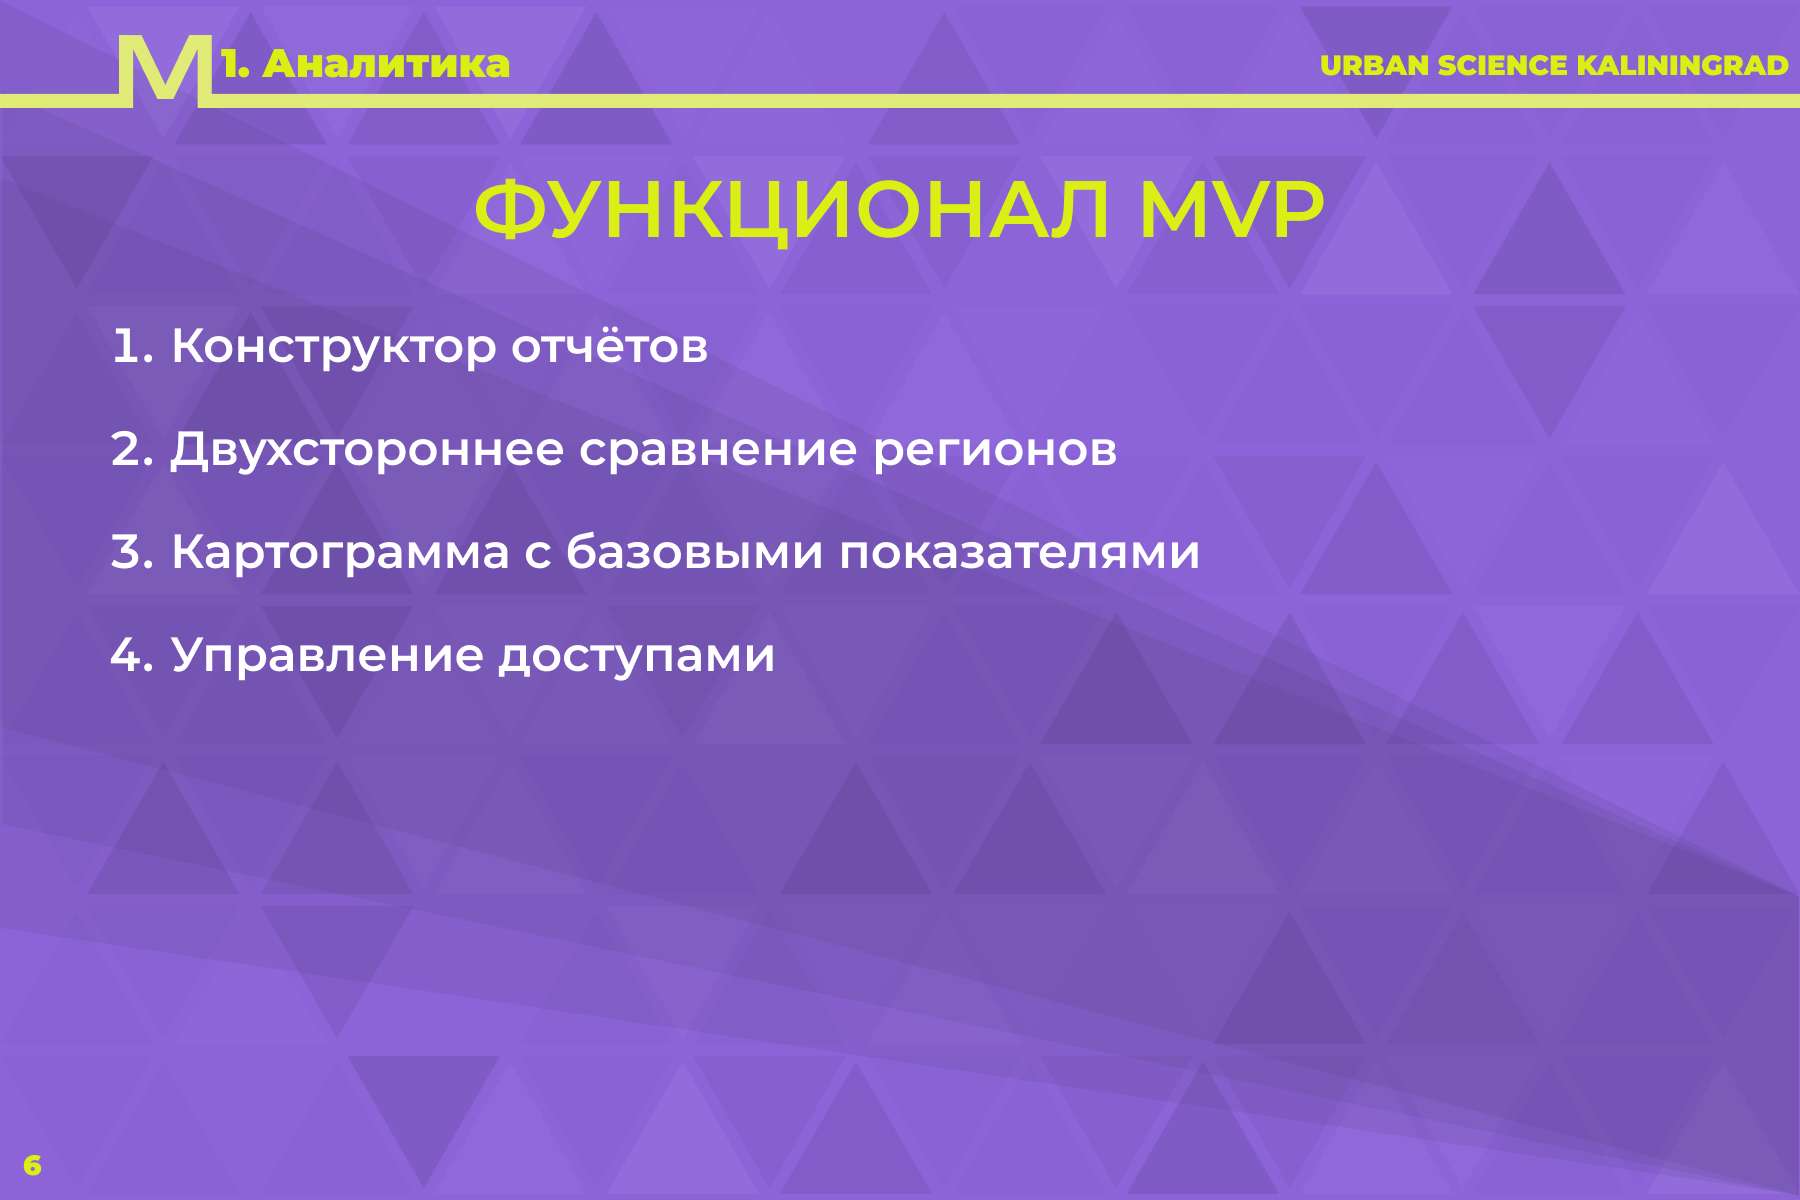 М 1. Аналитика
URBAN SCIENCE KALININGRAD
ФУНКЦИОНАЛ MVP
1. Конструктор отчётов
2. Двухстороннее сравнение регионов
3. Картограмма с базовыми показателями
4. Управление доступами
6